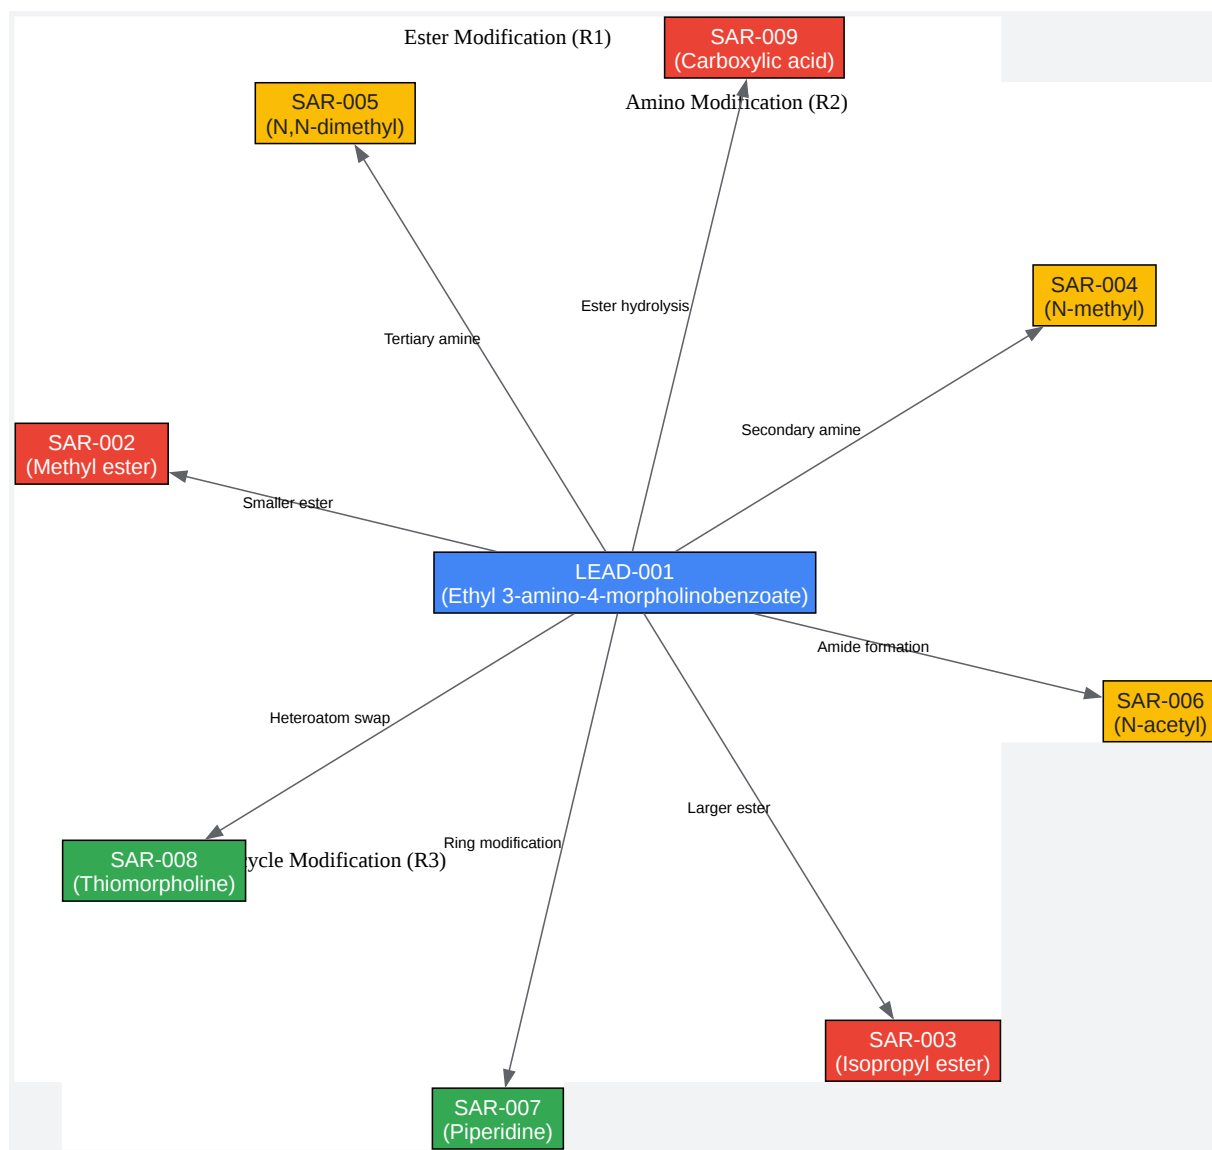 Ester Modification (R1)
SAR-009
(Carboxylic acid)
SAR-005
(N,N-dimethyl)
Amino Modification (R2)
SAR-004
(N-methyl)
Ester hydrolysis
Tertiary amine
Secondary amine
SAR-002
(Methyl ester)
Smaller ester
LEAD-001
(Ethyl 3-amino-4-morpholinobenzoate)
Amide formation
SAR-006
(N-acetyl)
Heteroatom swap
Larger ester
Ring modification
SAR-008
(Thiomorpholine)
Modification (R3)
SAR-003
(Isopropyl ester)
SAR-007
(Piperidine)